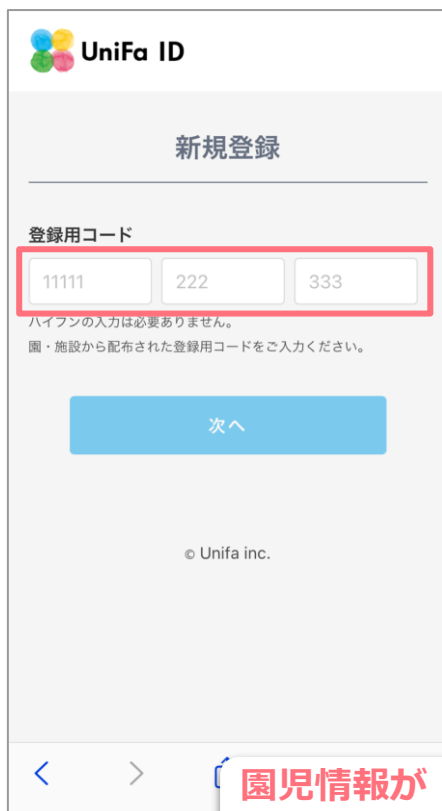 UniFa ID
新規登録
登録用コード
11111 222 333
ハイフンの入力は必要ありません。
園・施設から配布された登録用コードをご入力ください。
次へ
© Unifa inc.
園児情報が